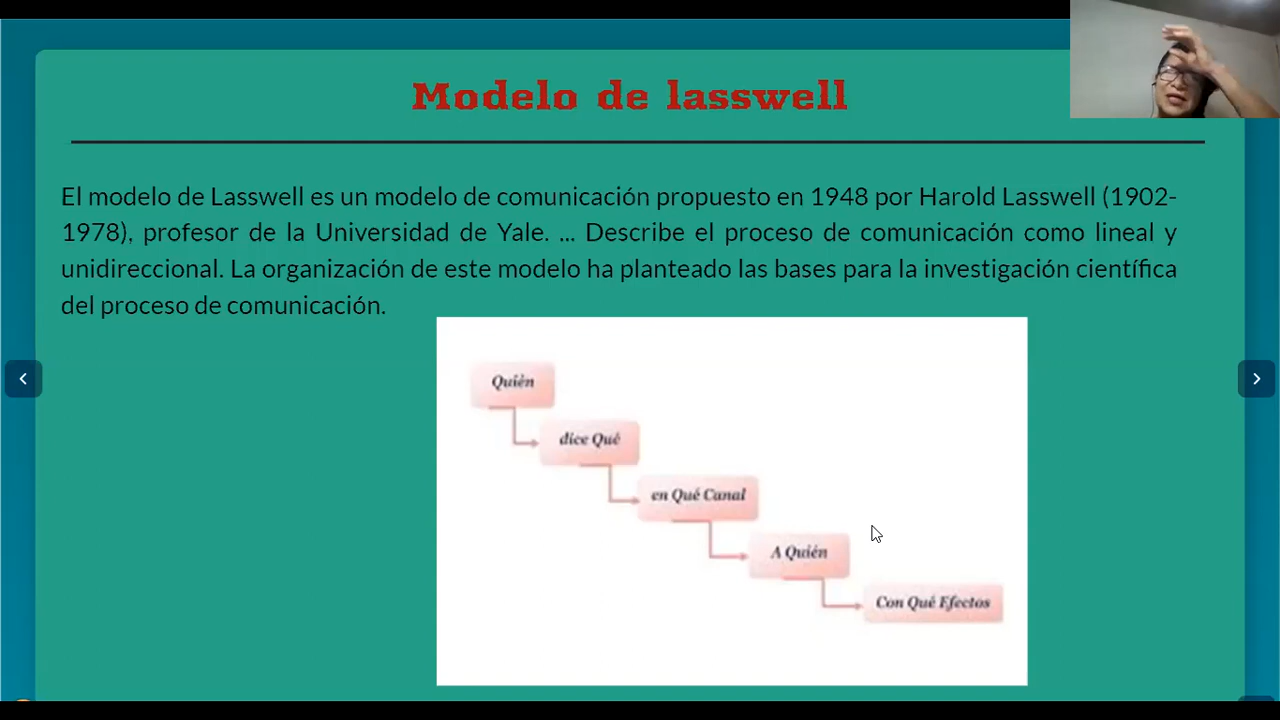 Modelo de lasswell
El modelo de Lasswell es un modelo de comunicación propuesto en 1948 por Harold Lasswell (1902-
1978), profesor de la Universidad de Yale. ... Describe el proceso de comunicación como lineal y
unidireccional. La organización de este modelo ha planteado las bases para la investigación científica
del proceso de comunicación.
Quién
dice Qué
en Qué Canal
A Quién
Con Qué Efectos